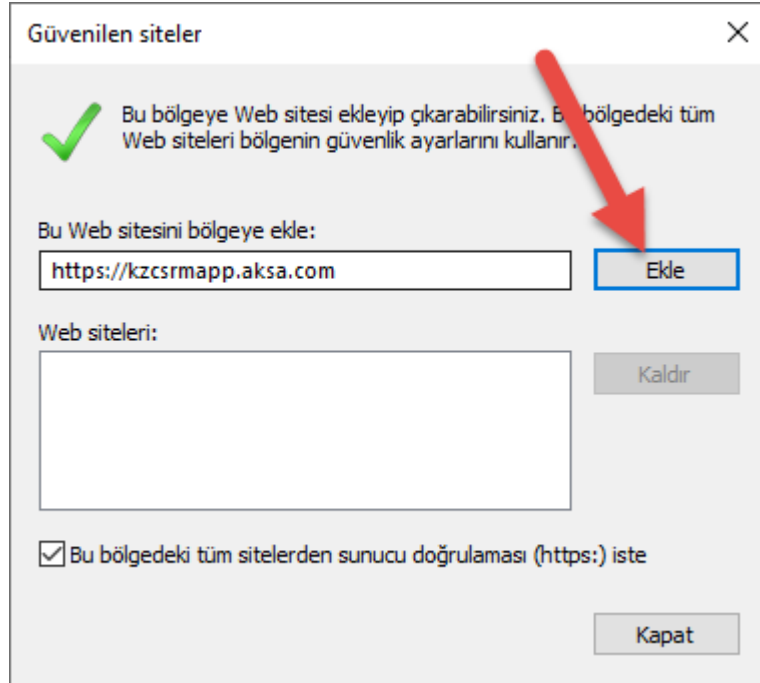 Güvenilen siteler
Bu bölgeye Web sitesi ekleyip çıkarabilirsiniz. bölgedeki tüm
Web siteleri bölgenin güvenlik ayarlarını kullanır.
Bu Web sitesini bölgeye ekle:
https://kzcsrmapp.aksa.com
Ekle
Web siteleri:
Kaldır
Bu bölgedeki tüm sitelerden sunucu doğrulaması (https:) iste
Kapat